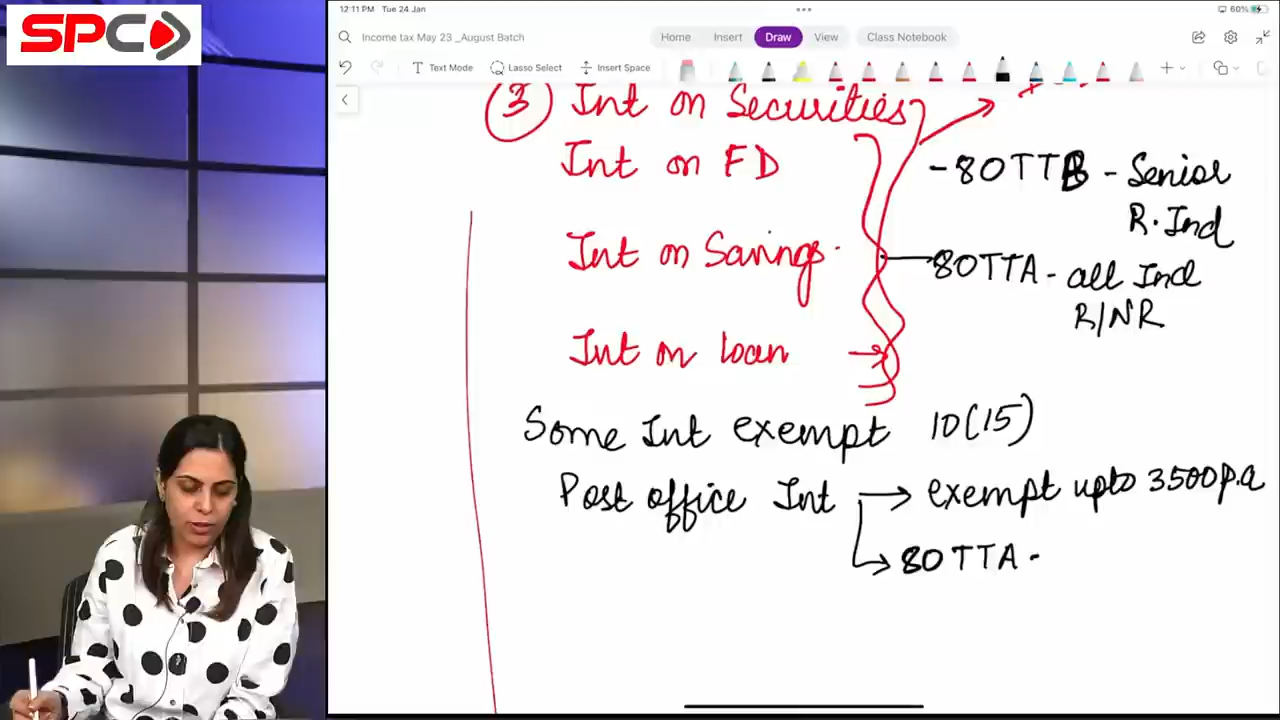 12:11 PM Tue 24 Jan
60%
SPC
Income tax May 23 _August Batch
Home Insert Draw View Class Notebook
Text Mode Lasso Select Insert Space
(3) Int on Securities
Int on FD
-80TTB - Senior
R. Ind
Int on Savings.
80TTA - all Ind
R/NR
Int on loan
Some Int exempt 10(15)
Post office Int → exempt upto 3500 p.a
→ 80TTA -